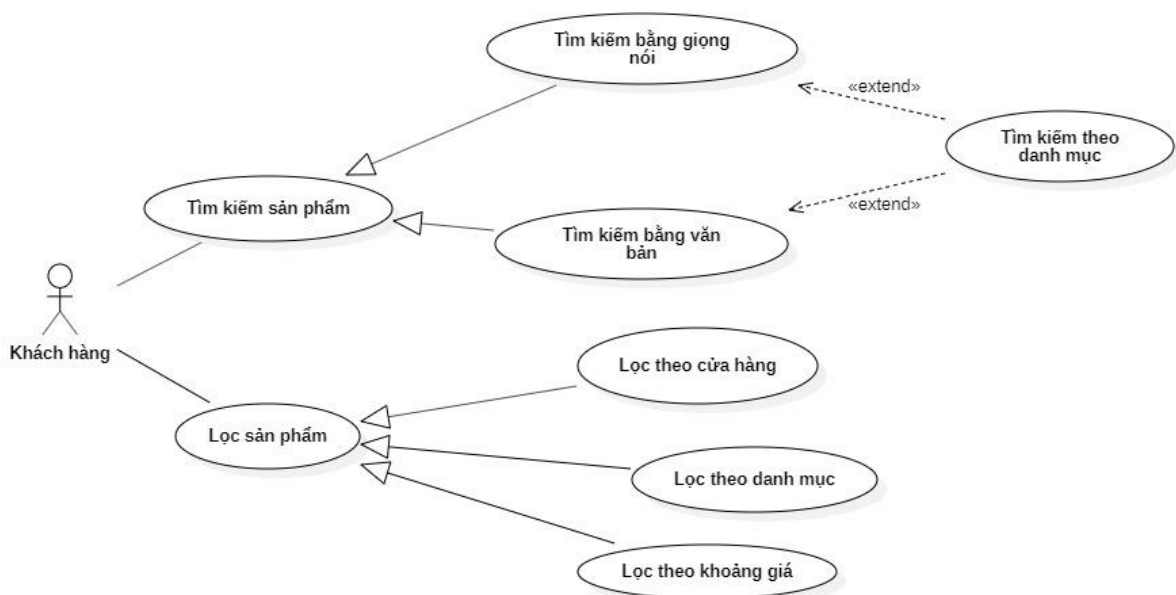 Tìm kiếm bằng giọng
nói
«extend»
Tìm kiếm theo
danh mục
Tìm kiếm sản phẩm
«extend»
Tìm kiếm bằng văn
bản
Khách hàng
Lọc theo cửa hàng
Lọc sản phẩm
Lọc theo danh mục
Lọc theo khoảng giá